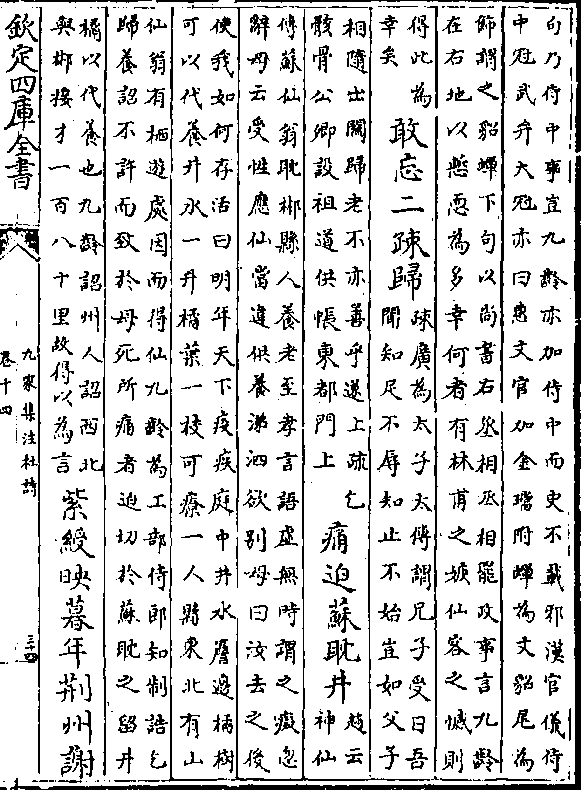 句乃侍中事豈九齡亦加侍中而史不載邪漢官儀侍
中冠武弁大冠亦曰惠文官加金璫附蟬為文貂尾為
飾謂之貂蟬下句以尚書右丞相丞相罷政事言九齡
在右地以慙恧為多幸何者有林甫之嫉仙客之憾則
得此為
幸矣
敢忘二疎歸
疎廣為太子太傅謂兄子受曰吾
聞知足不辱知止不殆豈如父子
相隨出關歸老不亦善乎遂上疏乞
骸骨公卿設祖道供帳東都門上
痛迫蘇耽井
趙云
神仙
傳蘇仙翁耽郴縣人養老至孝言語虛無時謂之癡忽
辭母云受性應仙當違供養涕泗欲別母曰汝去之後
使我如何存活曰明年天下疫疾庭中井水簷邊橘樹
可以代養井水一升橘葉一枝可療一人縣東北有山
仙翁有栖遊處因而得仙九齡為工部侍郎知制誥乞
歸養詔不許而致於母死所痛者迫切於蘇耽之留井
橘以代養也九齡韶州人韶西北
與郴接才一百八十里故得以為言
紫綬映暮年荆州謝
欽定四庫全書
九家集注杜詩
卷十四
三十四